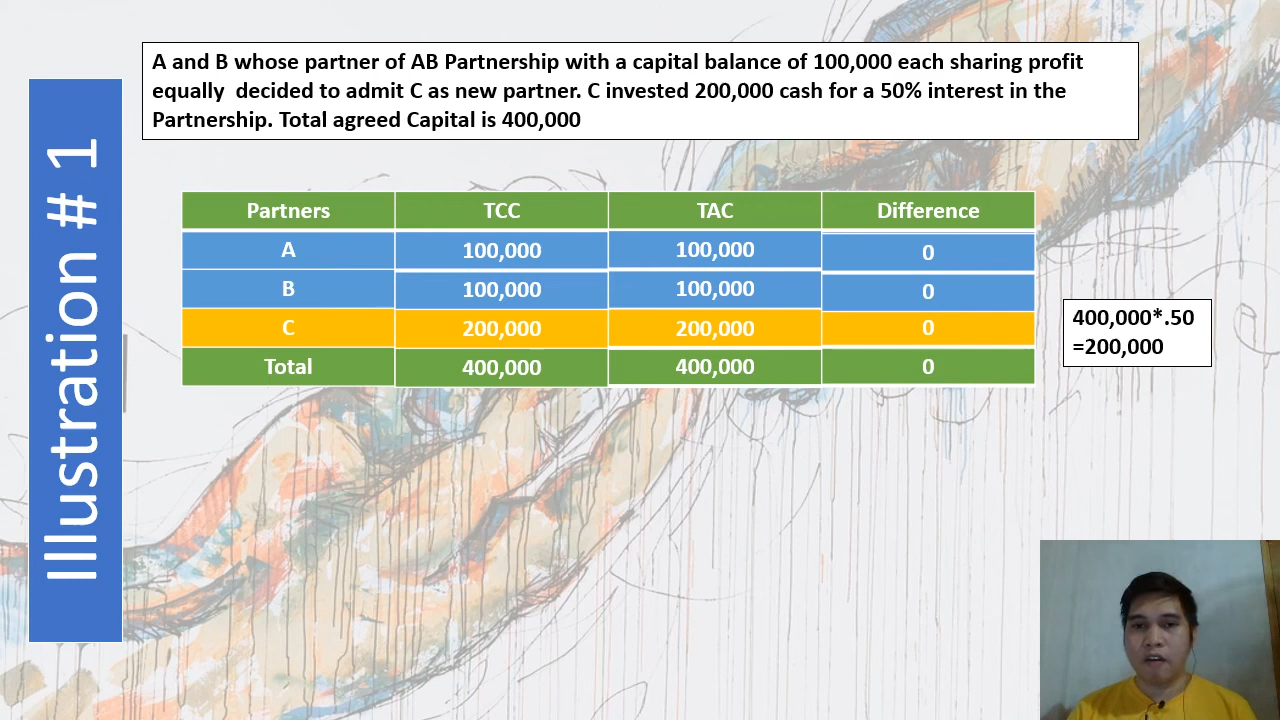 Illustration # 1
A and B whose partner of AB Partnership with a capital balance of 100,000 each sharing profit
equally decided to admit C as new partner. C invested 200,000 cash for a 50% interest in the
Partnership. Total agreed Capital is 400,000
Partners TCC TAC Difference
A 100,000 100,000 0
B 100,000 100,000 0
C 200,000 200,000 0
Total 400,000 400,000 0
400,000*.50
=200,000